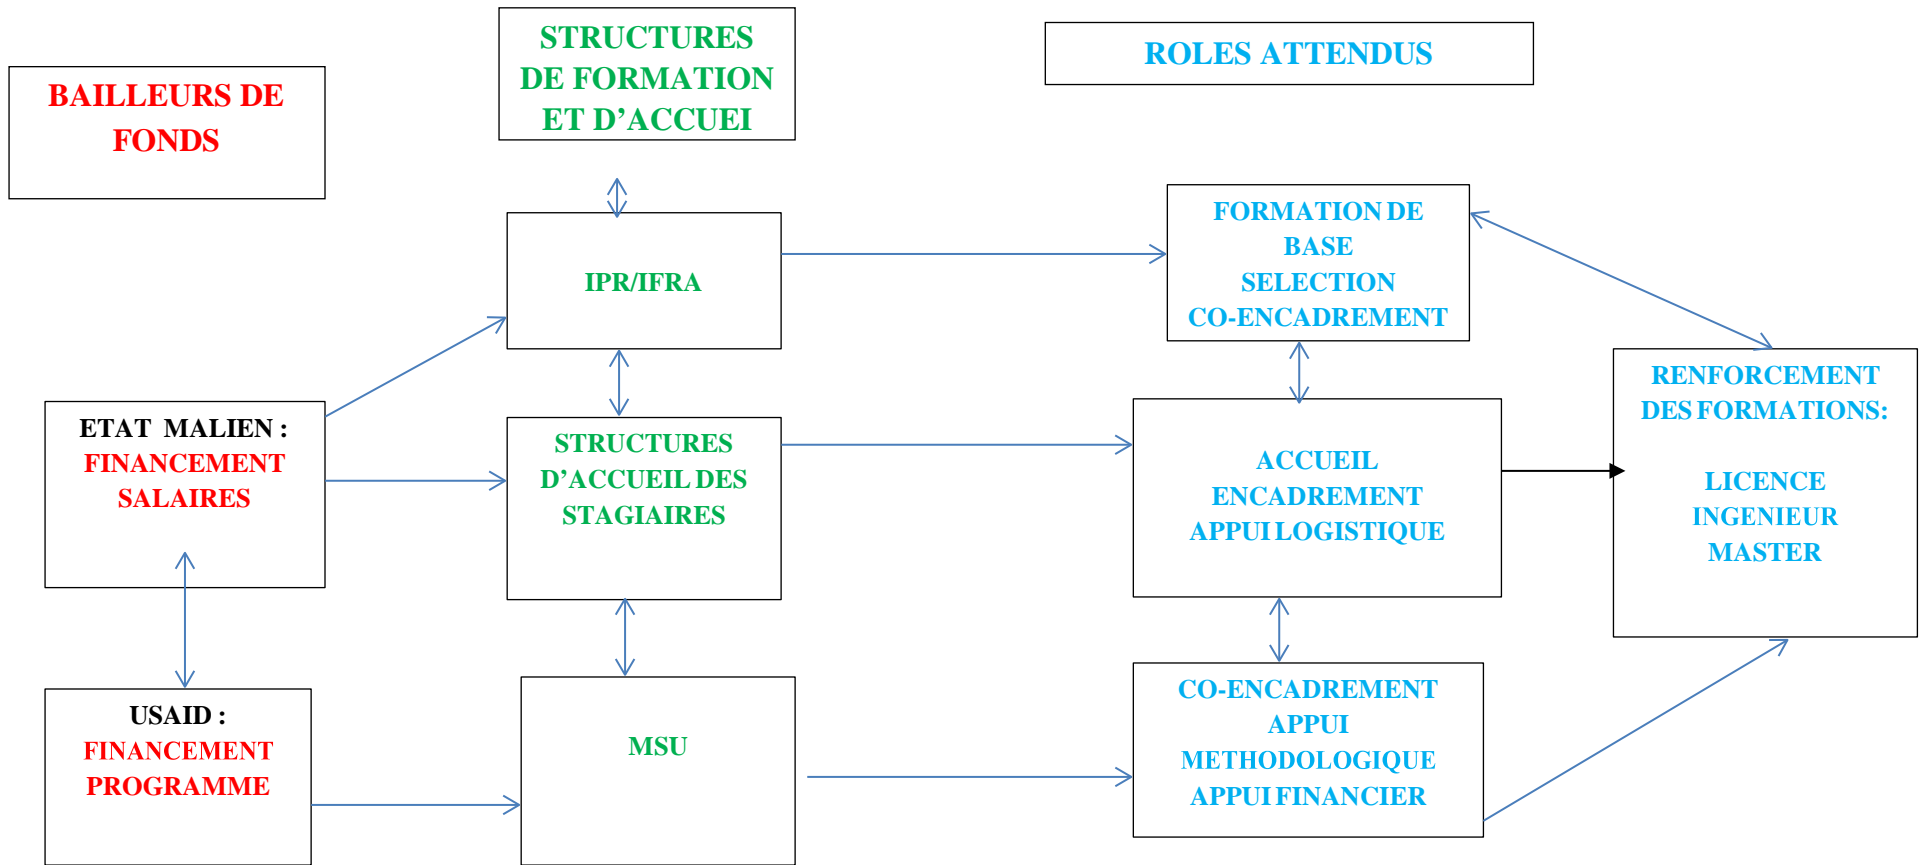 BAILLEURS DE
FONDS
STRUCTURES
DE FORMATION
ET D’ACCUEI
ROLES ATTENDUS
IPR/IFRA
FORMATION DE
BASE
SELECTION
CO-ENCADREMENT
ETAT MALIEN :
FINANCEMENT
SALAIRES
STRUCTURES
D’ACCUEIL DES
STAGIAIRES
ACCUEIL
ENCADREMENT
APPUI LOGISTIQUE
RENFORCEMENT
DES FORMATIONS:
LICENCE
INGENIEUR
MASTER
USAID :
FINANCEMENT
PROGRAMME
MSU
CO-ENCADREMENT
APPUI
METHODOLOGIQUE
APPUI FINANCIER